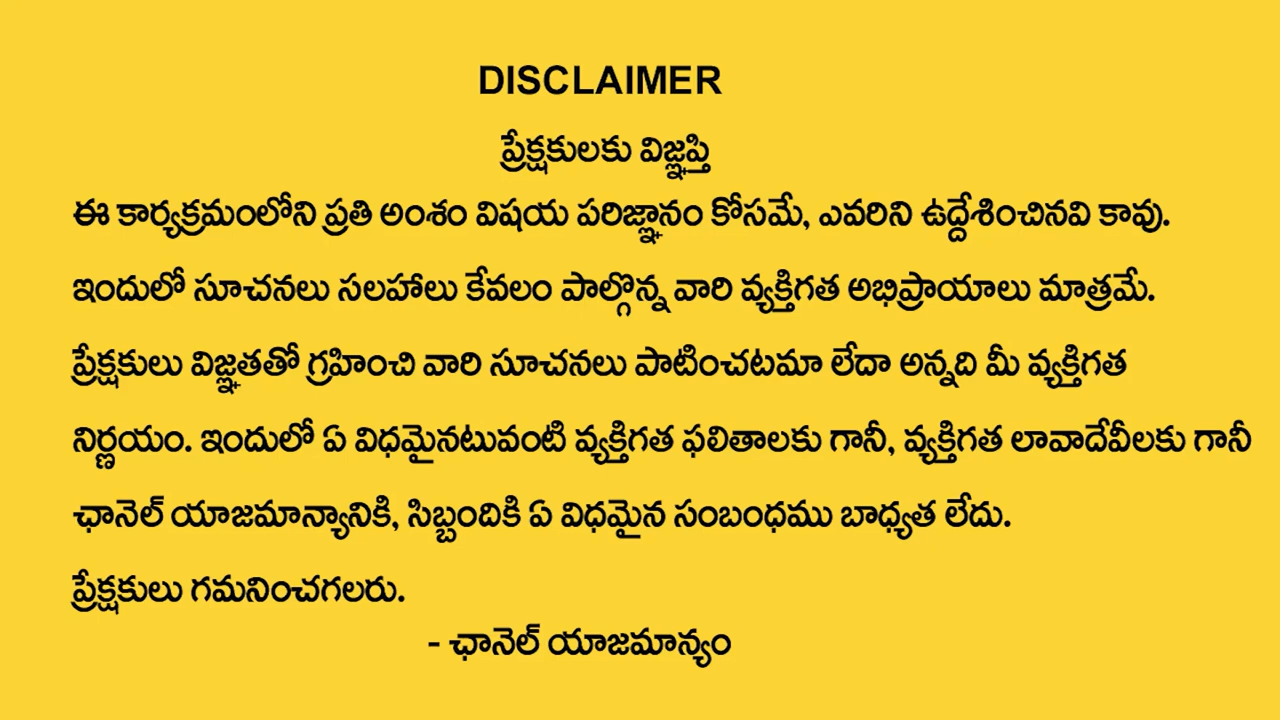 DISCLAIMER
ప్రేక్షకులకు విజ్ఞప్తి
ఈ కార్యక్రమంలోని ప్రతి అంశం విషయ పరిజ్ఞానం కోసమే, ఎవరిని ఉద్దేశించినవి కావు.
ఇందులో సూచనలు సలహాలు కేవలం పాల్గొన్న వారి వ్యక్తిగత అభిప్రాయాలు మాత్రమే.
ప్రేక్షకులు విజ్ఞతతో గ్రహించి వారి సూచనలు పాటించటమా లేదా అన్నది మీ వ్యక్తిగత
నిర్ణయం. ఇందులో ఏ విధమైనటువంటి వ్యక్తిగత ఫలితాలకు గానీ, వ్యక్తిగత లావాదేవీలకు గానీ
ఛానెల్ యాజమాన్యానికి, సిబ్బందికి ఏ విధమైన సంబంధము బాధ్యత లేదు.
ప్రేక్షకులు గమనించగలరు.
- ఛానెల్ యాజమాన్యం